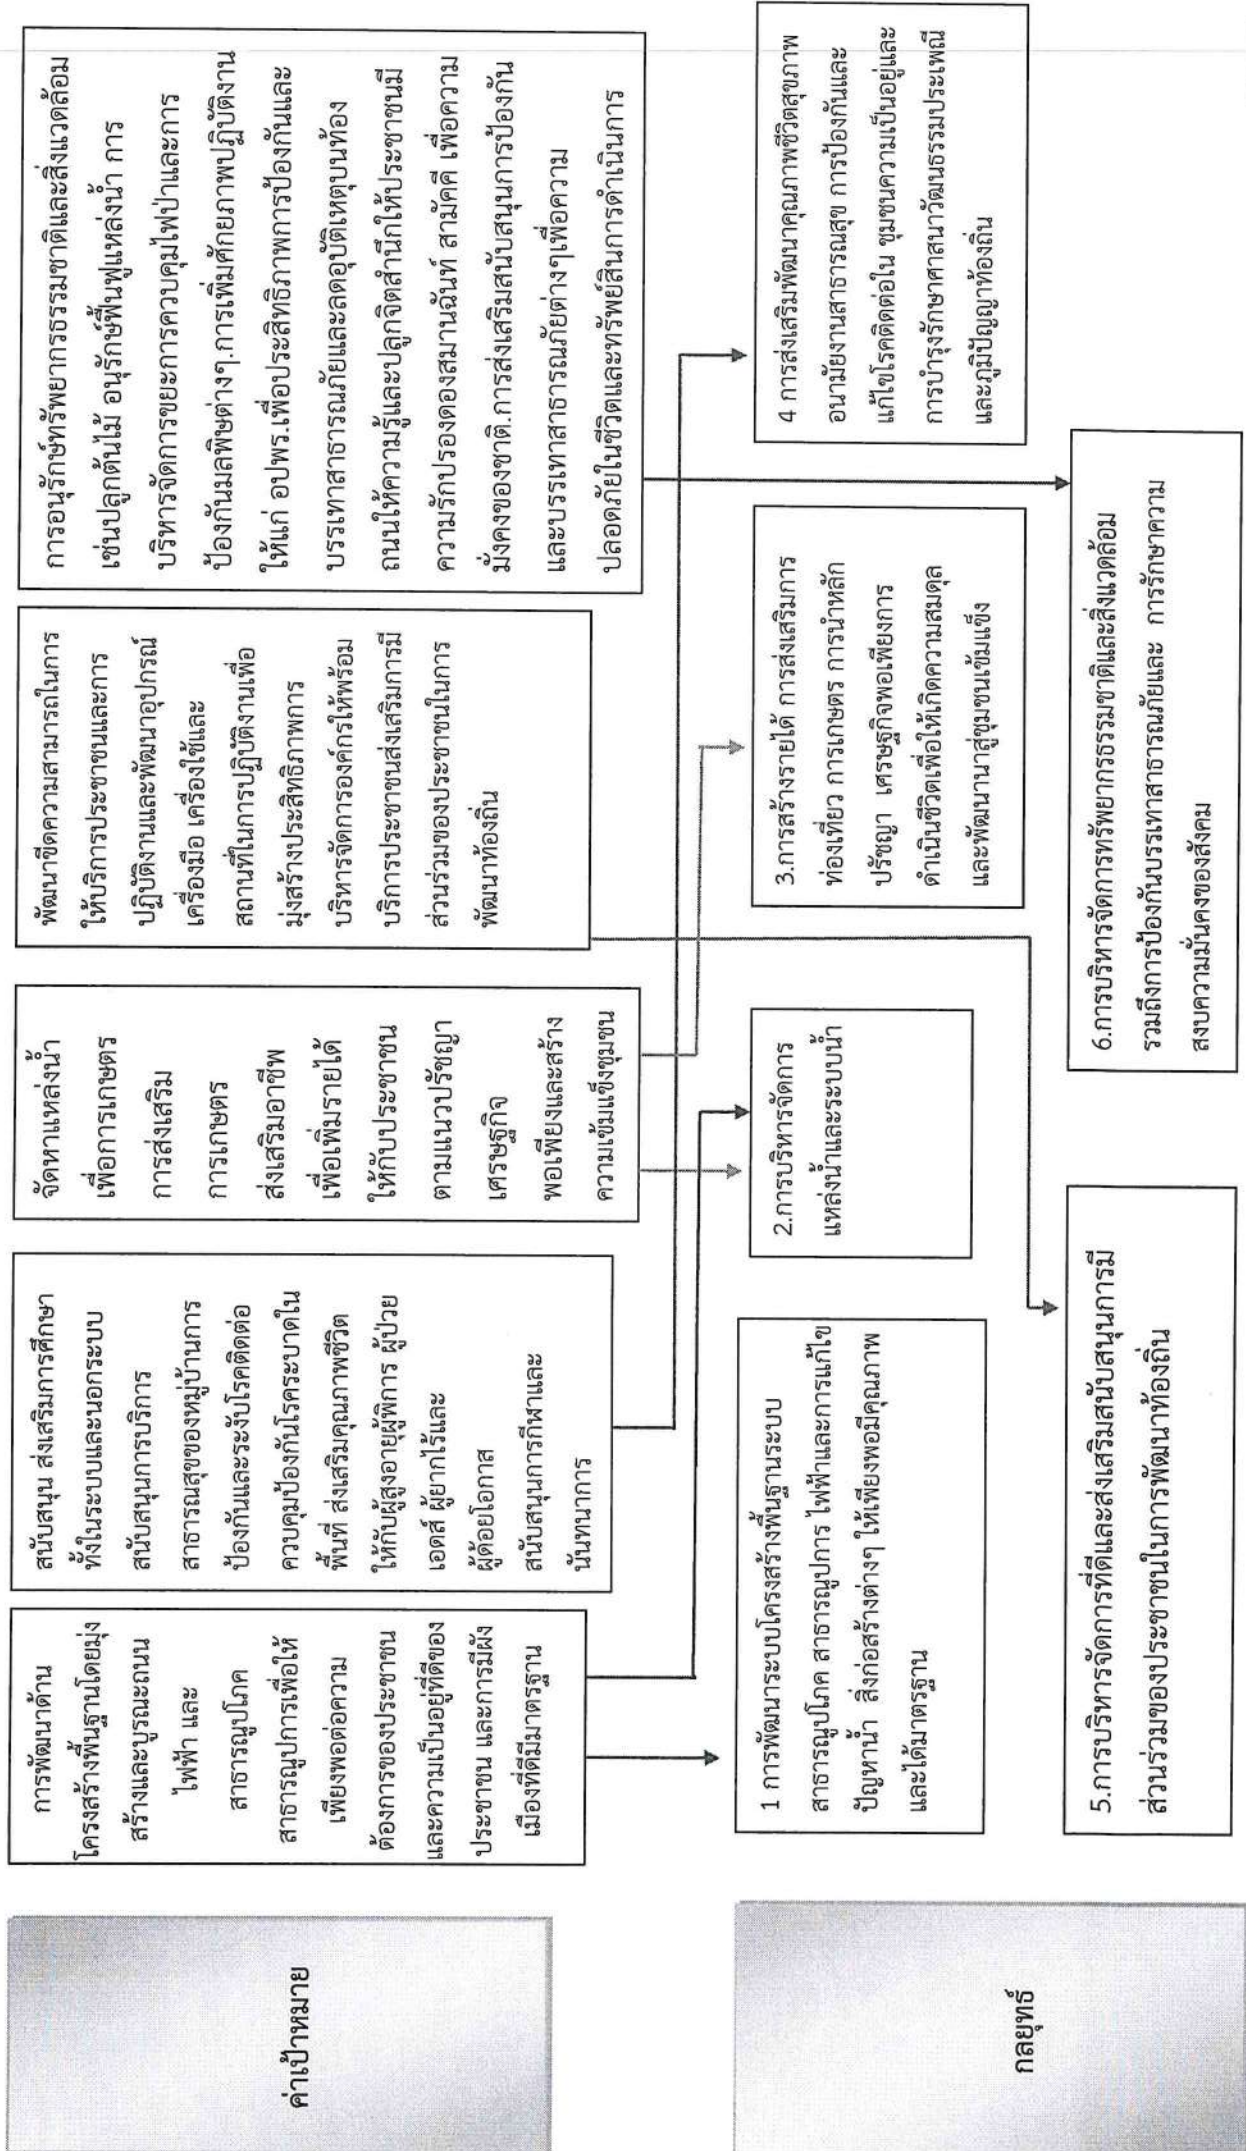 ค่าเป้าหมาย
การพัฒนาด้าน
โครงสร้างพื้นฐานโดยมุ่ง
สร้างและบูรณะถนน
ไฟฟ้า และ
สาธารณูปโภค
สาธารณูปการเพื่อให้
เพียงพอต่อความ
ต้องการของประชาชน
และความเป็นอยู่ที่ดีของ
ประชาชน และการมีผัง
เมืองที่ดีมีมาตรฐาน
สนับสนุน ส่งเสริมการศึกษา
ทั้งในระบบและนอกระบบ
สนับสนุนการบริการ
สาธารณสุขของหมู่บ้านการ
ป้องกันและระงับโรคติดต่อ
ควบคุมป้องกันโรคระบาดใน
พื้นที่ ส่งเสริมคุณภาพชีวิต
ให้กับผู้สูงอายุผู้พิการ ผู้ป่วย
เอดส์ ผู้ยากไร้และ
ผู้ด้อยโอกาส
สนับสนุนการกีฬาและ
นันทนาการ
จัดหาแหล่งน้ำ
เพื่อการเกษตร
การส่งเสริม
การเกษตร
ส่งเสริมอาชีพ
เพื่อเพิ่มรายได้
ให้กับประชาชน
ตามแนวปรัชญา
เศรษฐกิจ
พอเพียงและสร้าง
ความเข้มแข็งชุมชน
พัฒนาขีดความสามารถในการ
ให้บริการประชาชนและการ
ปฏิบัติงานและพัฒนาอุปกรณ์
เครื่องมือ เครื่องใช้และ
สถานที่ในการปฏิบัติงานเพื่อ
มุ่งสร้างประสิทธิภาพการ
บริหารจัดการองค์กรให้พร้อม
บริการประชาชนส่งเสริมการมี
ส่วนร่วมของประชาชนในการ
พัฒนาท้องถิ่น
การอนุรักษ์ทรัพยากรธรรมชาติและสิ่งแวดล้อม
เช่นปลูกต้นไม้ อนุรักษ์ฟื้นฟูแหล่งน้ำ การ
บริหารจัดการขยะการควบคุมไฟป่าและการ
ป้องกันมลพิษต่างๆ.การเพิ่มศักยภาพปฏิบัติงาน
ให้แก่ อปพร.เพื่อประสิทธิภาพการป้องกันและ
บรรเทาสาธารณภัยและลดอุบัติเหตุบนท้อง
ถนนให้ความรู้และปลูกจิตสำนึกให้ประชาชนมี
ความรักปรองดองสมานฉันท์ สามัคคี เพื่อความ
มั่งคงของชาติ.การส่งเสริมสนับสนุนการป้องกัน
และบรรเทาสาธารณภัยต่างๆเพื่อความ
ปลอดภัยในชีวิตและทรัพย์สินการดำเนินการ
กลยุทธ์
1 การพัฒนาระบบโครงสร้างพื้นฐานระบบ
สาธารณูปโภค สาธารณูปการ ไฟฟ้าและการแก้ไข
ปัญหาน้ำ สิ่งก่อสร้างต่างๆ ให้เพียงพอมีคุณภาพ
และได้มาตรฐาน
2.การบริหารจัดการ
แหล่งน้ำและระบบน้ำ
3.การสร้างรายได้ การส่งเสริมการ
ท่องเที่ยว การเกษตร การนำหลัก
ปรัชญา เศรษฐกิจพอเพียงการ
ดำเนินชีวิตเพื่อให้เกิดความสมดุล
และพัฒนานาสู่ชุมชนเข้มแข็ง
4 การส่งเสริมพัฒนาคุณภาพชีวิตสุขภาพ
อนามัยงานสาธารณสุข การป้องกันและ
แก้ไขโรคติดต่อใน ชุมชนความเป็นอยู่และ
การบำรุงรักษาศาสนาวัฒนธรรมประเพณี
และภูมิปัญญาท้องถิ่น
5.การบริหารจัดการที่ดีและส่งเสริมสนับสนุนการมี
ส่วนร่วมของประชาชนในการพัฒนาท้องถิ่น
6.การบริหารจัดการทรัพยากรธรรมชาติและสิ่งแวดล้อม
รวมถึงการป้องกันบรรเทาสาธารณภัยและ การรักษาความ
สงบความมั่นคงของสังคม